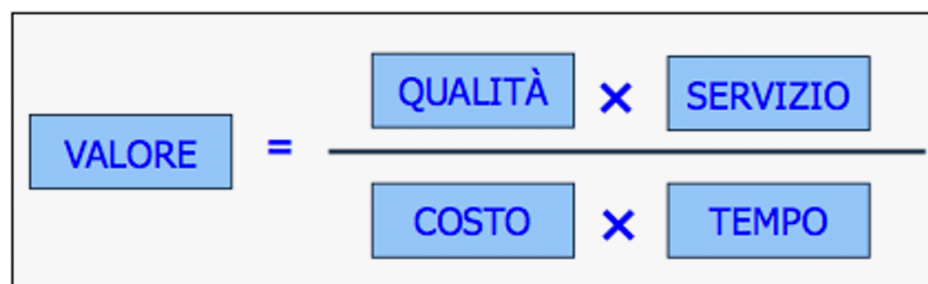 QUALITÀ × SERVIZIO
VALORE =
COSTO × TEMPO